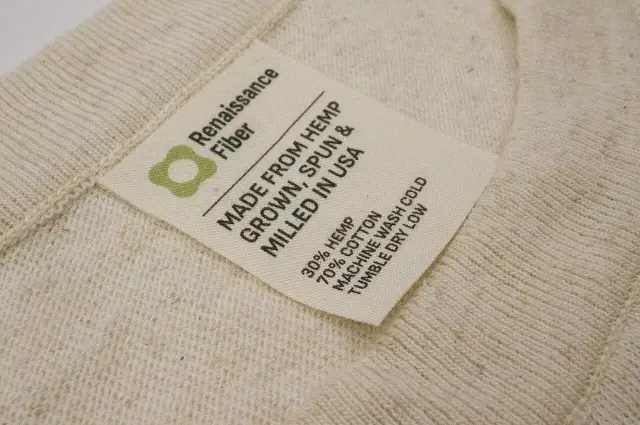 Renaissance
Fiber
MADE FROM HEMP
GROWN, SPUN &
MILLED IN USA
30% HEMP
70% COTTON
MACHINE WASH COLD
TUMBLE DRY LOW